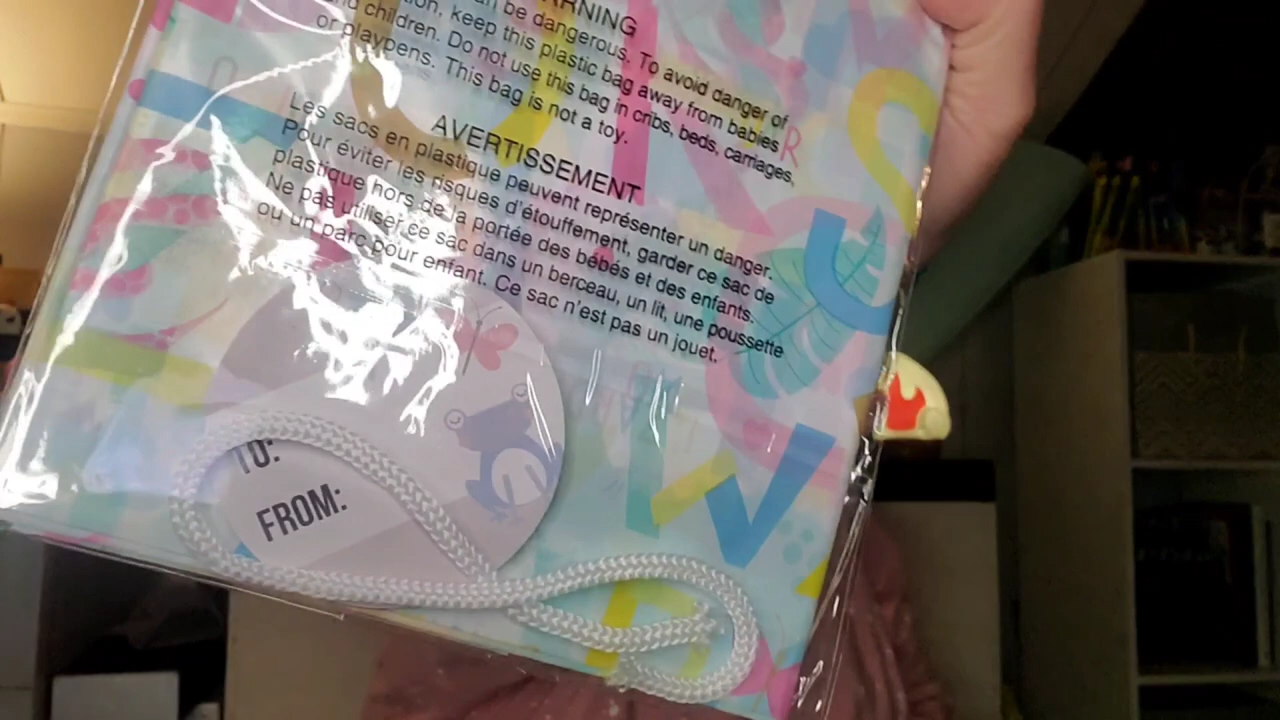 WARNING
an be dangerous. To avoid danger of
on, keep this plastic bag away from babies
and children. Do not use this bag in cribs, beds, carriages,
or playpens. This bag is not a toy.
AVERTISSEMENT
Les sacs en plastique peuvent représenter un danger.
Pour éviter les risques d'étouffement, garder ce sac de
plastique hors de la portée des bébés et des enfants.
Ne pas utiliser ce sac dans un berceau, un lit, une poussette
ou un parc pour enfant. Ce sac n'est pas un jouet.
TO:
FROM: